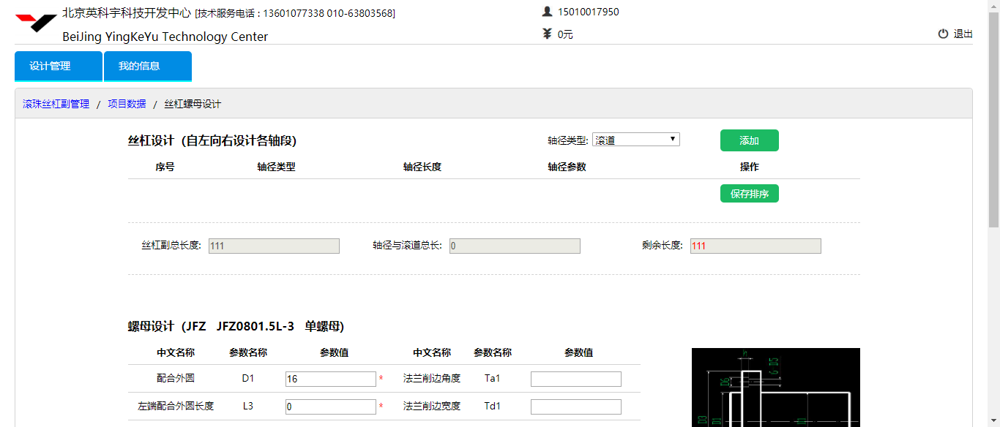 北京英科宇科技开发中心 [技术服务电话 : 13601077338 010-63803568]
15010017950
BeiJing YingKeYu Technology Center
0元
退出
设计管理 我的信息
滚珠丝杠副管理 / 项目数据 / 丝杠螺母设计
丝杠设计（自左向右设计各轴段） 轴径类型: 滚道 添加
序号 轴径类型 轴径长度 轴径参数 操作
保存排序
丝杠副总长度: 111 轴径与滚道总长: 0 剩余长度: 111
螺母设计（JFZ JFZ0801.5L-3 单螺母）
中文名称 参数名称 参数值 中文名称 参数名称 参数值
配合外圆 D1 16 * 法兰削边角度 Ta1
左端配合外圆长度 L3 0 * 法兰削边宽度 Td1
6-D5
D6
D3 D1